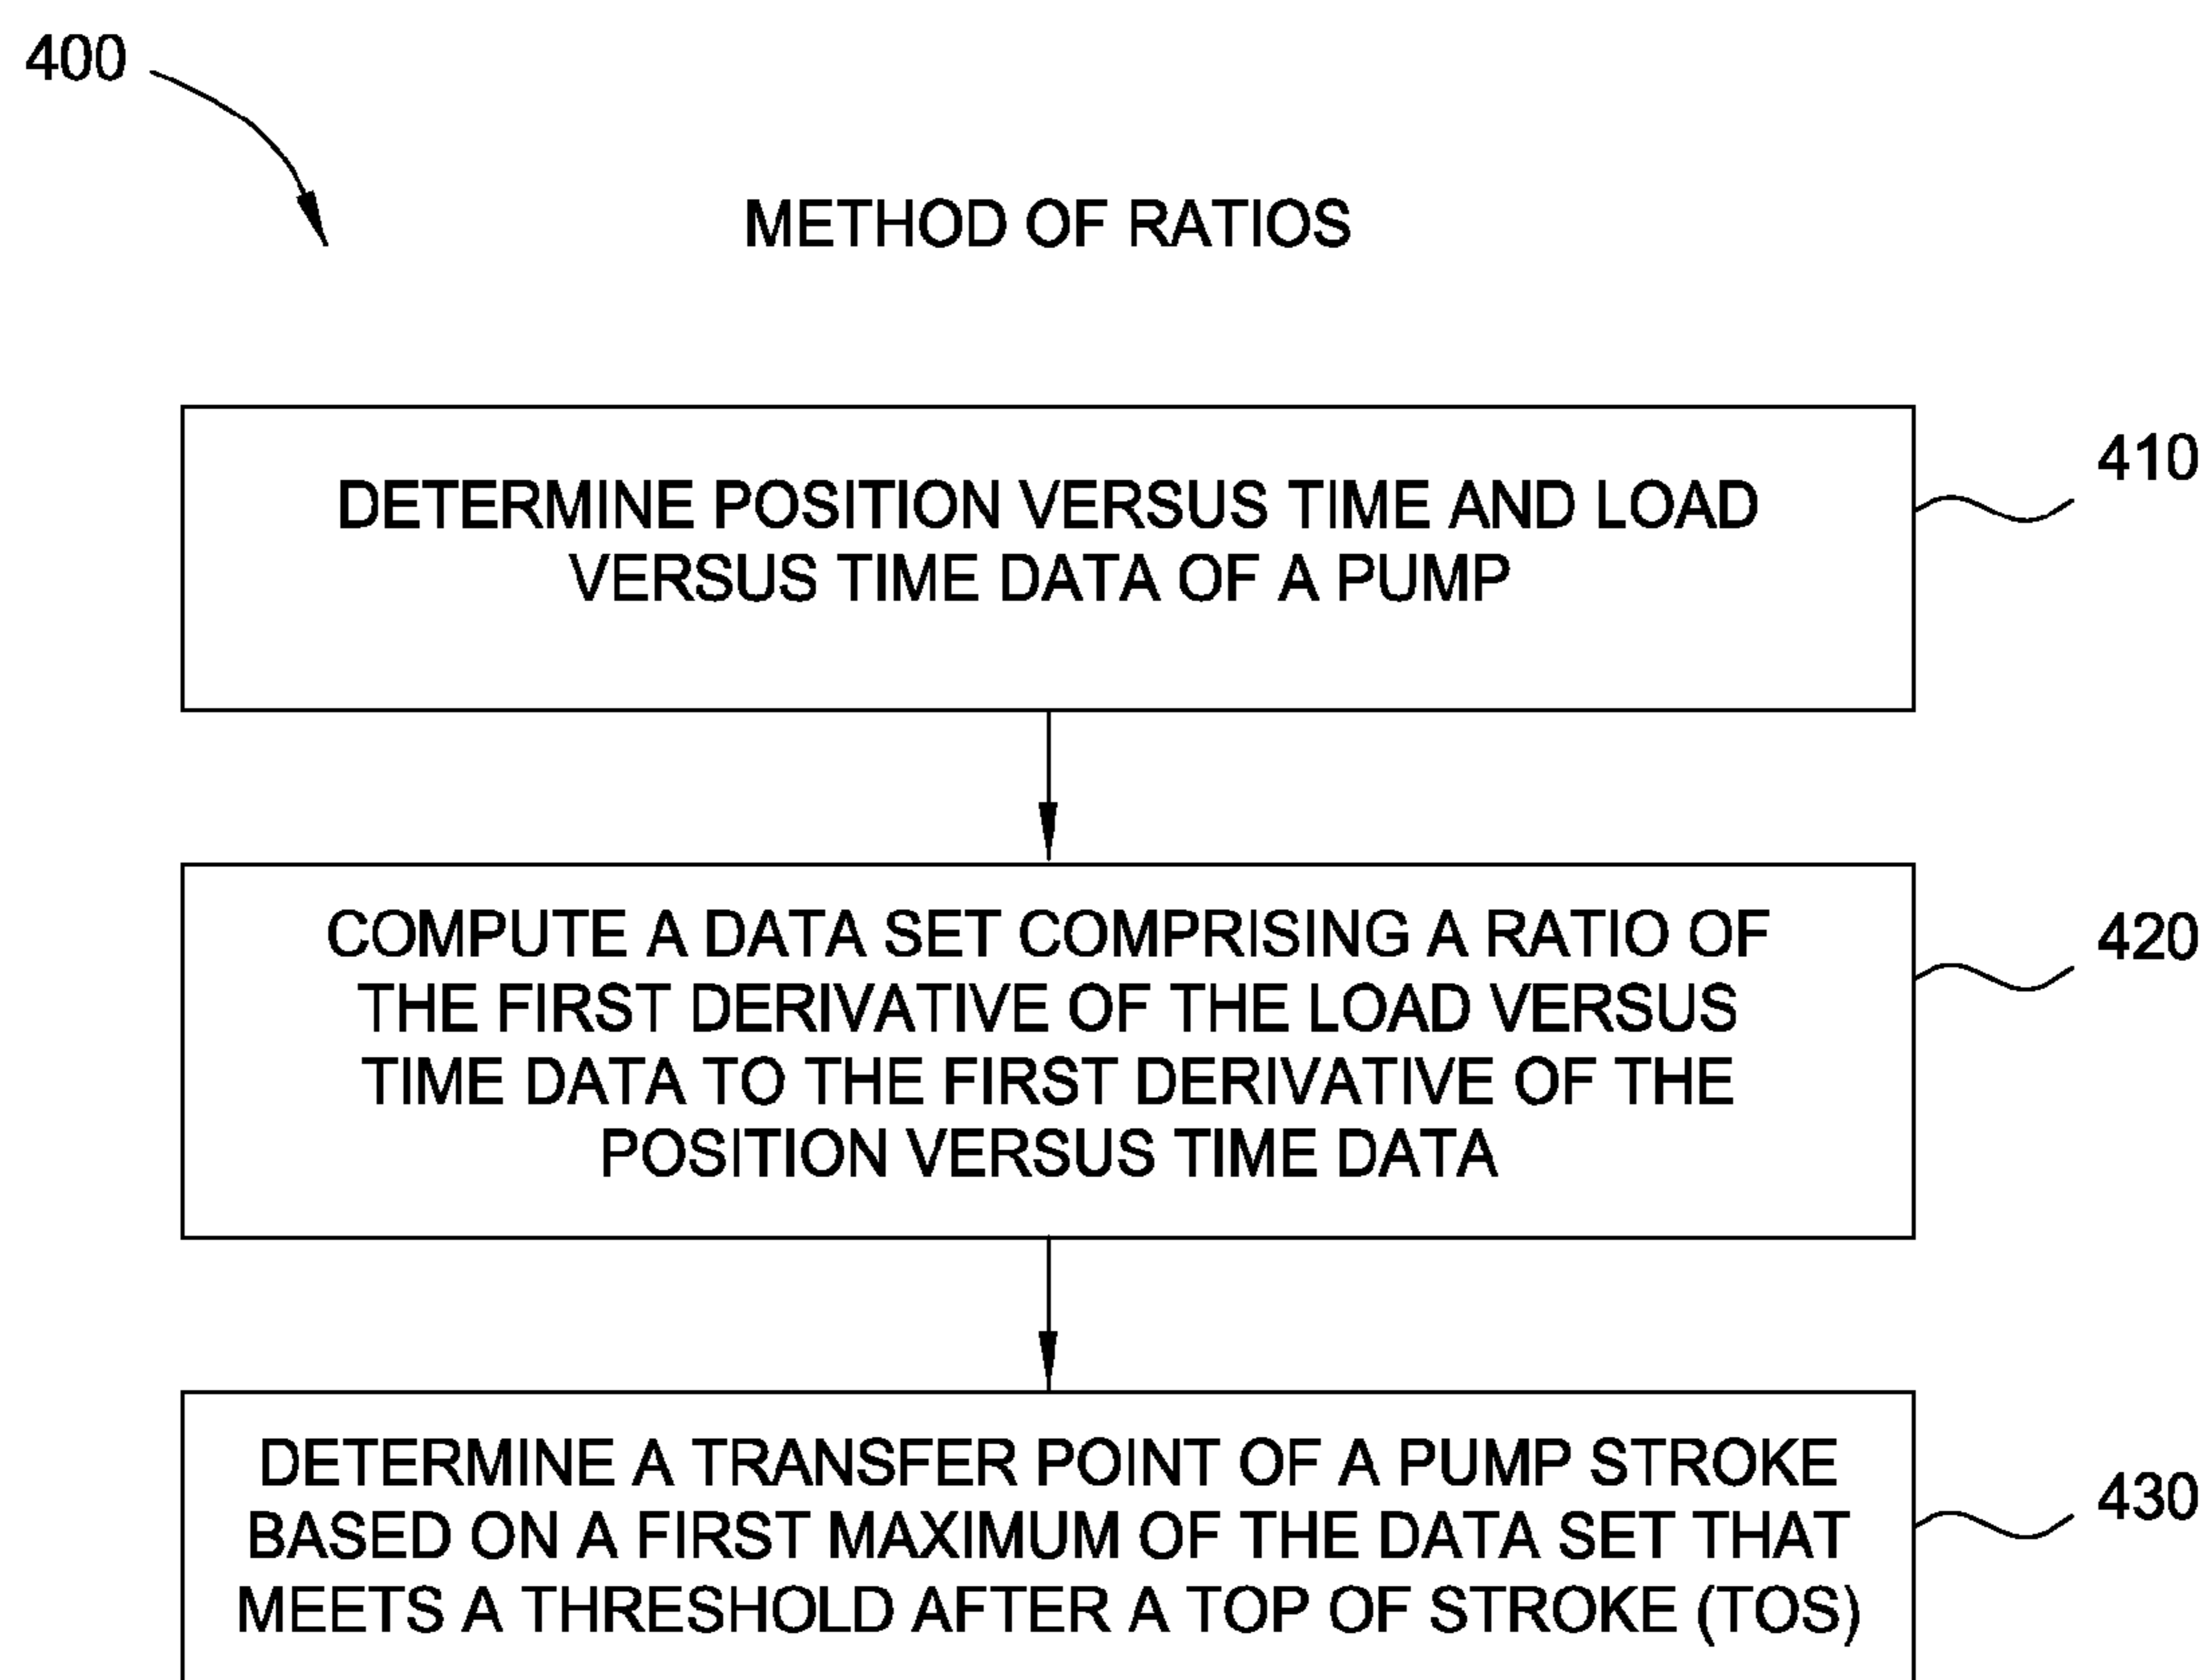 400
METHOD OF RATIOS
410
DETERMINE POSITION VERSUS TIME AND LOAD
VERSUS TIME DATA OF A PUMP
420
COMPUTE A DATA SET COMPRISING A RATIO OF
THE FIRST DERIVATIVE OF THE LOAD VERSUS
TIME DATA TO THE FIRST DERIVATIVE OF THE
POSITION VERSUS TIME DATA
430
DETERMINE A TRANSFER POINT OF A PUMP STROKE
BASED ON A FIRST MAXIMUM OF THE DATA SET THAT
MEETS A THRESHOLD AFTER A TOP OF STROKE (TOS)